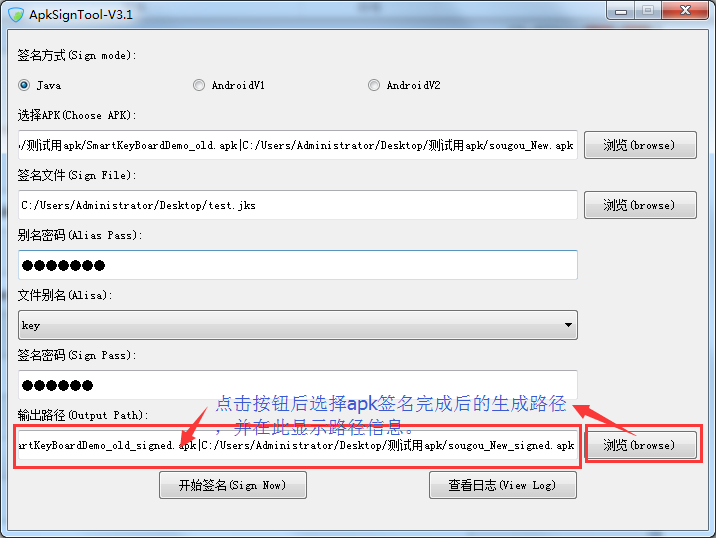 ApkSignTool-V3.1
签名方式(Sign mode):
Java AndroidV1 AndroidV2
选择APK(Choose APK):
/测试用apk/SmartKeyBoardDemo_old.apk|C:/Users/Administrator/Desktop/测试用apk/sougou_New.apk 浏览(browse)
签名文件(Sign File):
C:/Users/Administrator/Desktop/test.jks 浏览(browse)
别名密码(Alias Pass):
●●●●●●●
文件别名(Alisa):
key
签名密码(Sign Pass):
●●●●●●
点击按钮后选择apk签名完成后的生成路径
，并在此显示路径信息。
输出路径(Output Path):
artKeyBoardDemo_old_signed.apk|C:/Users/Administrator/Desktop/测试用apk/sougou_New_signed.apk 浏览(browse)
开始签名(Sign Now) 查看日志(View Log)